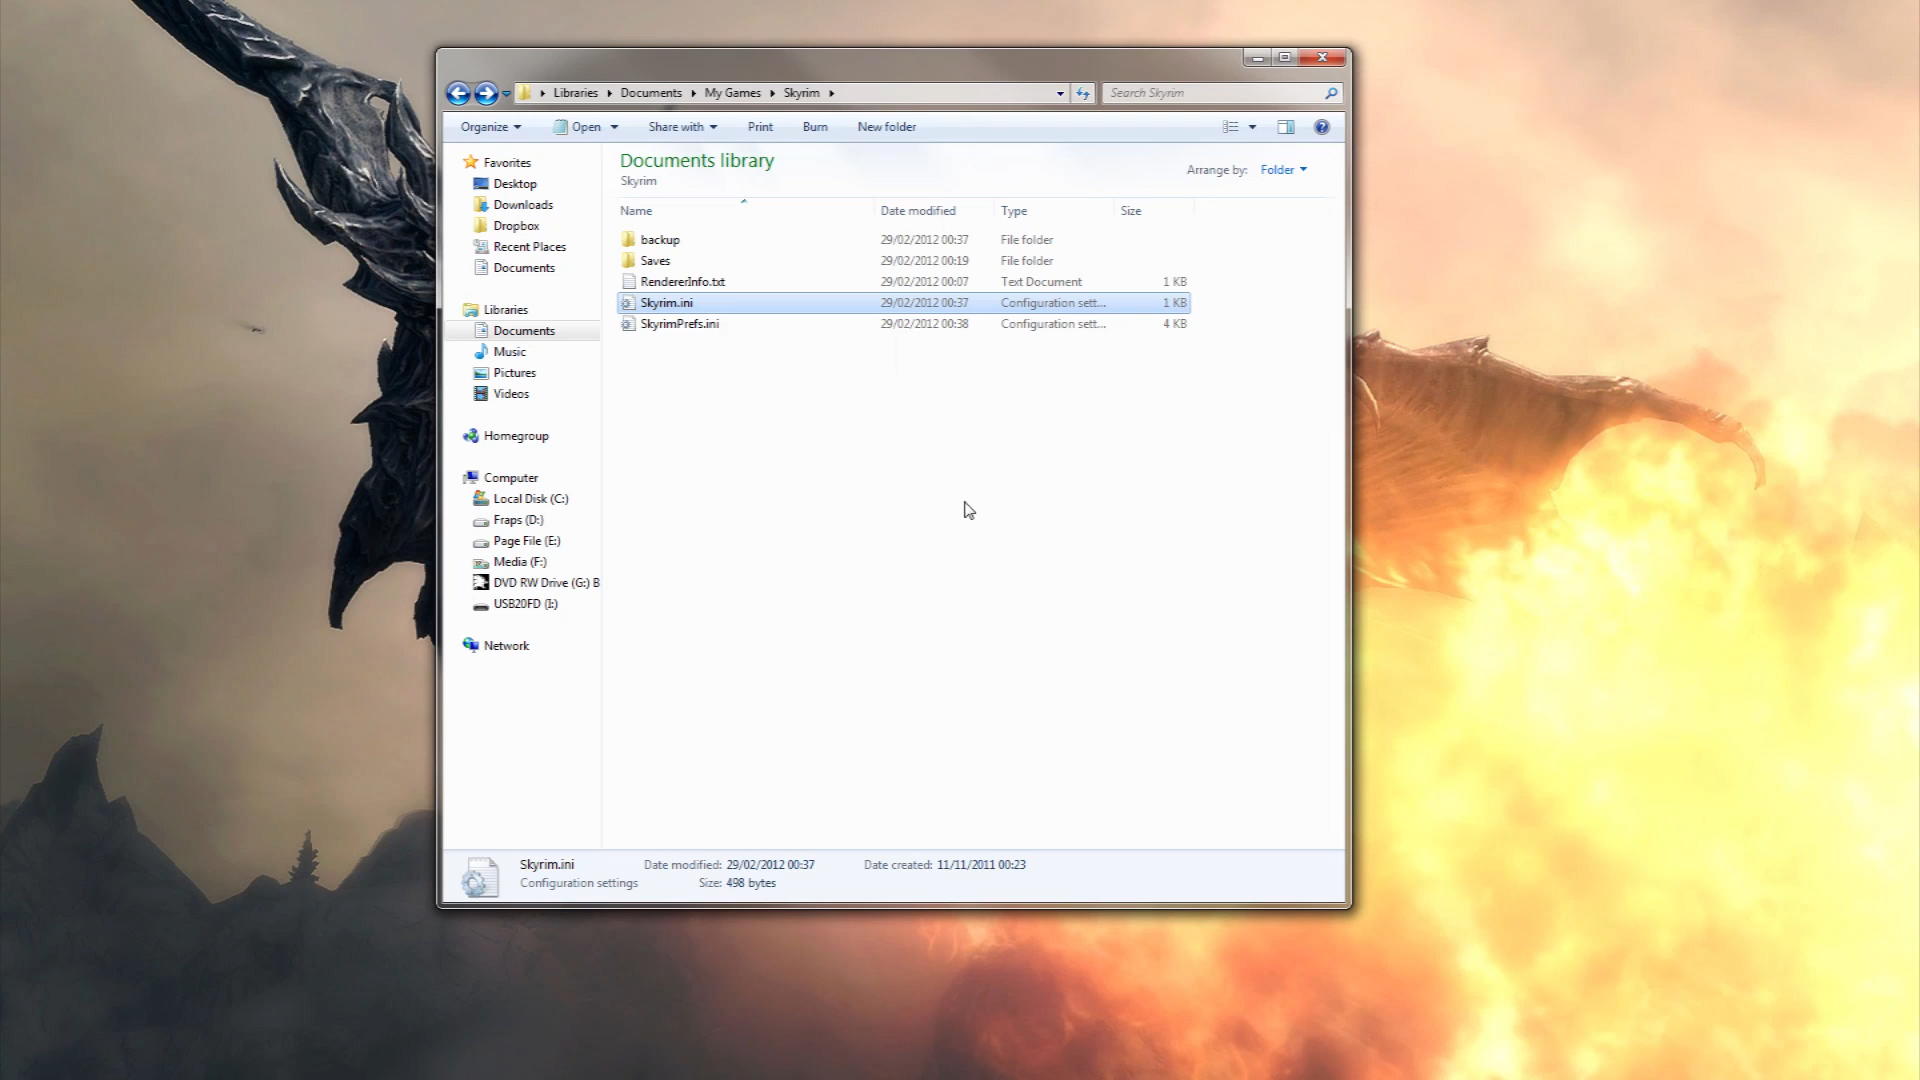 Libraries Documents My Games Skyrim
Search Skyrim
Organize Open Share with Print Burn New folder
Favorites
Desktop
Downloads
Dropbox
Recent Places
Documents
Libraries
Documents
Music
Pictures
Videos
Homegroup
Computer
Local Disk (C:)
Fraps (D:)
Page File (E:)
Media (F:)
DVD RW Drive (G:) B
USB20FD (I:)
Network
Documents library
Skyrim
Arrange by: Folder
Name Date modified Type Size
backup 29/02/2012 00:37 File folder
Saves 29/02/2012 00:19 File folder
RendererInfo.txt 29/02/2012 00:07 Text Document 1 KB
Skyrim.ini 29/02/2012 00:37 Configuration sett... 1 KB
SkyrimPrefs.ini 29/02/2012 00:38 Configuration sett... 4 KB
Skyrim.ini Date modified: 29/02/2012 00:37 Date created: 11/11/2011 00:23
Configuration settings Size: 498 bytes